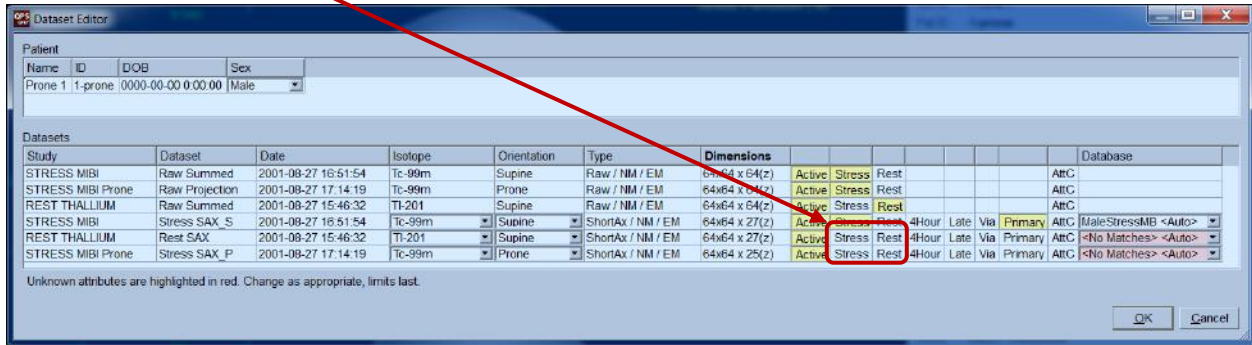 Dataset Editor
Patient
Name ID DOB Sex
Prone 1 1-prone 0000-00-00 0:00:00 Male
Datasets
Study Dataset Date Isotope Orientation Type Dimensions Database
STRESS MIBI Raw Summed 2001-08-27 16:51:54 Tc-99m Supine Raw / NM / EM 64x64 x 64(z) Active Stress Rest AttC
STRESS MIBI Prone Raw Projection 2001-08-27 17:14:19 Tc-99m Prone Raw / NM / EM 64x64 x 64(z) Active Stress Rest AttC
REST THALLIUM Raw Summed 2001-08-27 15:46:32 Tl-201 Supine Raw / NM / EM 64x64 x 64(z) Active Stress Rest AttC
STRESS MIBI Stress SAX_S 2001-08-27 16:51:54 Tc-99m Supine ShortAx / NM / EM 64x64 x 27(z) Active Stress Rest 4Hour Late Via Primary AttC MaleStressMB <Auto>
REST THALLIUM Rest SAX 2001-08-27 15:46:32 Tl-201 Supine ShortAx / NM / EM 64x64 x 27(z) Active Stress Rest 4Hour Late Via Primary AttC <No Matches> <Auto>
STRESS MIBI Prone Stress SAX_P 2001-08-27 17:14:19 Tc-99m Prone ShortAx / NM / EM 64x64 x 25(z) Active Stress Rest 4Hour Late Via Primary AttC <No Matches> <Auto>
Unknown attributes are highlighted in red. Change as appropriate, limits last.
OK Cancel